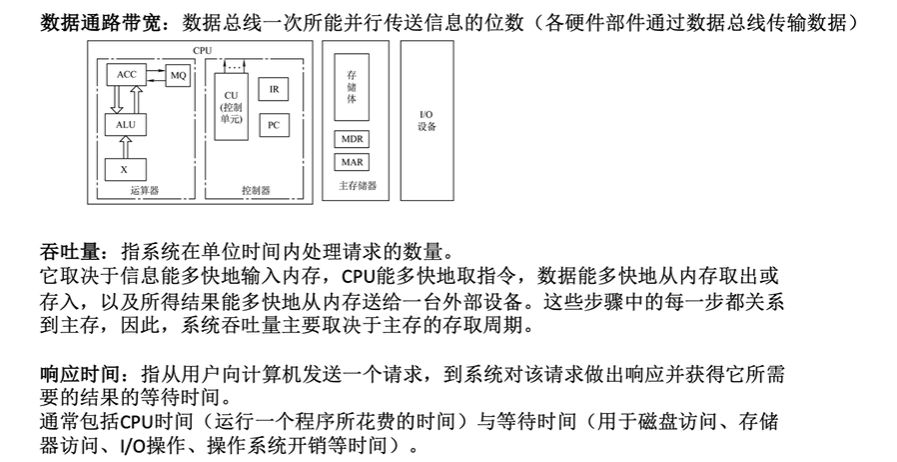 数据通路带宽：数据总线一次所能并行传送信息的位数（各硬件部件通过数据总线传输数据）
CPU
ACC
MQ
ALU
X
运算器
CU
(控制
单元)
IR
PC
控制器
存
储
体
MDR
MAR
主存储器
I/O
设备
吞吐量：指系统在单位时间内处理请求的数量。
它取决于信息能多快地输入内存，CPU能多快地取指令，数据能多快地从内存取出或
存入，以及所得结果能多快地从内存送给一台外部设备。这些步骤中的每一步都关系
到主存，因此，系统吞吐量主要取决于主存的存取周期。
响应时间：指从用户向计算机发送一个请求，到系统对该请求做出响应并获得它所需
要的结果的等待时间。
通常包括CPU时间（运行一个程序所花费的时间）与等待时间（用于磁盘访问、存储
器访问、I/O操作、操作系统开销等时间）。